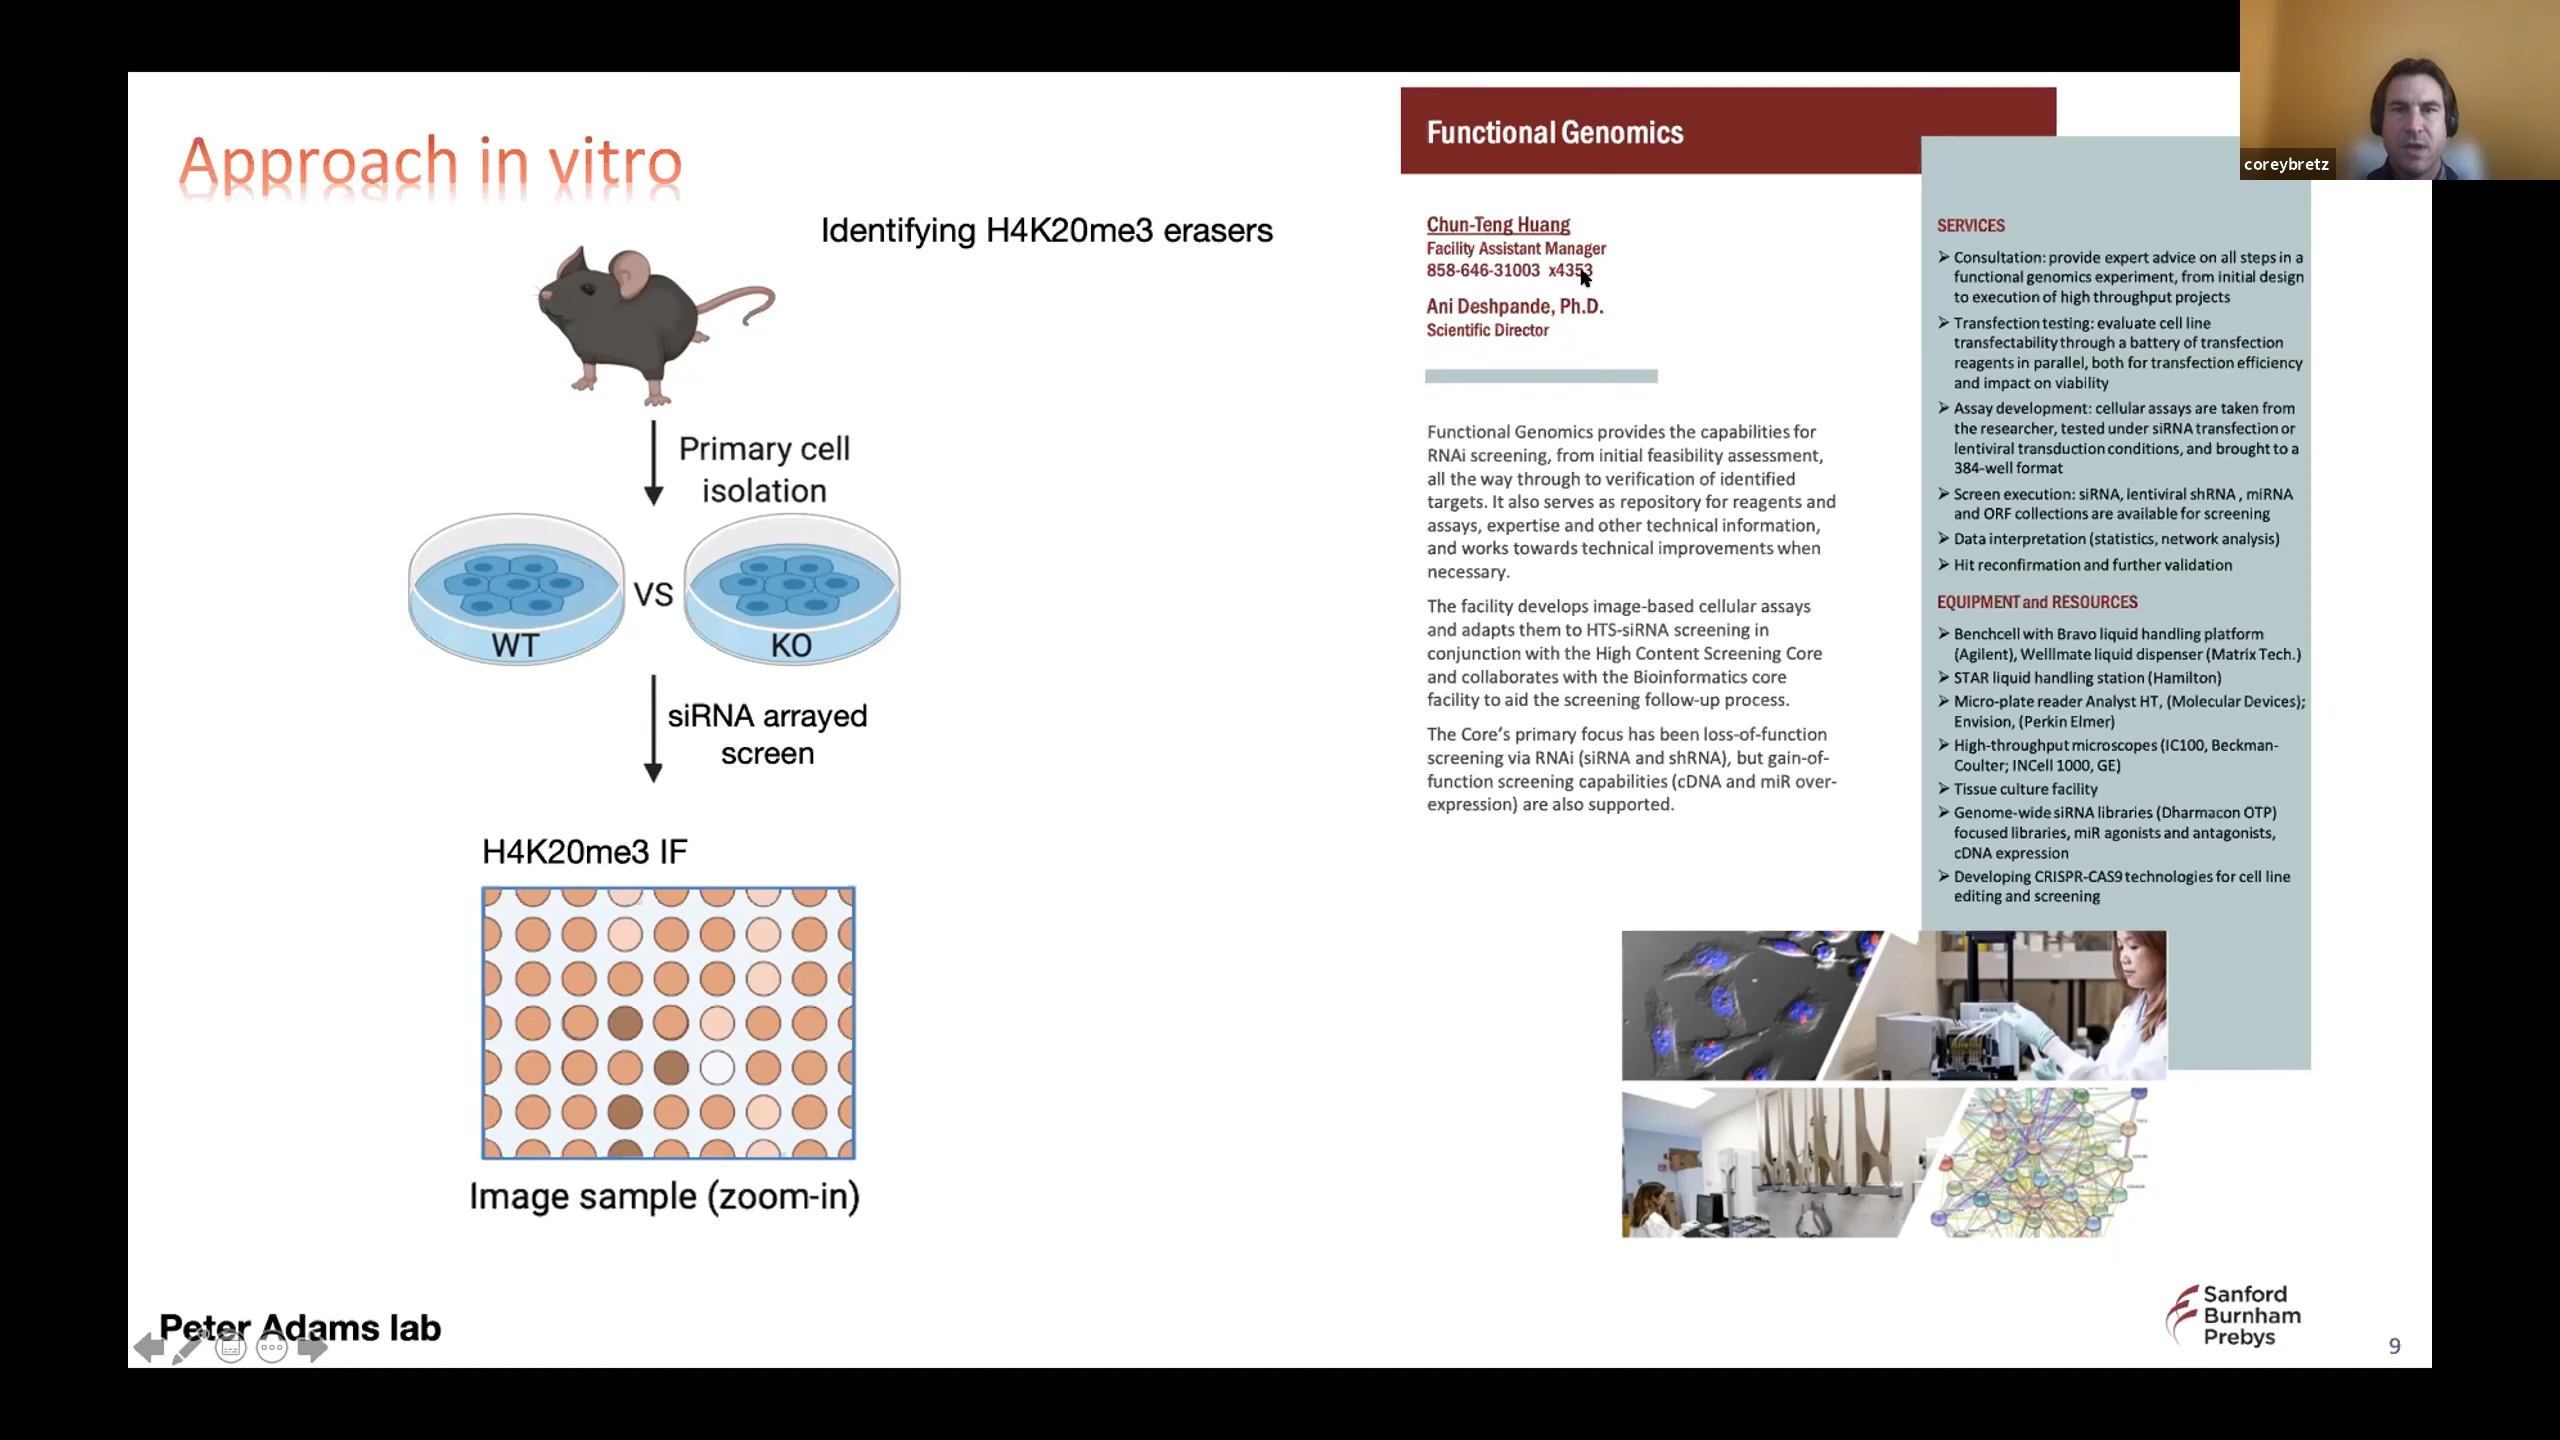 Approach in vitro
Identifying H4K20me3 erasers
Primary cell
isolation
WT
VS
KO
siRNA arrayed
screen
H4K20me3 IF
Image sample (zoom-in)
Peter Adams lab
Functional Genomics
Chun-Teng Huang
Facility Assistant Manager
858-646-31003 x4353
Ani Deshpande, Ph.D.
Scientific Director
Functional Genomics provides the capabilities for
RNAi screening, from initial feasibility assessment,
all the way through to verification of identified
targets. It also serves as repository for reagents and
assays, expertise and other technical information,
and works towards technical improvements when
necessary.
The facility develops image-based cellular assays
and adapts them to HTS-siRNA screening in
conjunction with the High Content Screening Core
and collaborates with the Bioinformatics core
facility to aid the screening follow-up process.
The Core's primary focus has been loss-of-function
screening via RNAi (siRNA and shRNA), but gain-of-
function screening capabilities (cDNA and miR over-
expression) are also supported.
SERVICES
➢ Consultation: provide expert advice on all steps in a
functional genomics experiment, from initial design
to execution of high throughput projects
➢ Transfection testing: evaluate cell line
transfectability through a battery of transfection
reagents in parallel, both for transfection efficiency
and impact on viability
➢ Assay development: cellular assays are taken from
the researcher, tested under siRNA transfection or
lentiviral transduction conditions, and brought to a
384-well format
➢ Screen execution: siRNA, lentiviral shRNA , miRNA
and ORF collections are available for screening
➢ Data interpretation (statistics, network analysis)
➢ Hit reconfirmation and further validation
EQUIPMENT and RESOURCES
➢ Benchcell with Bravo liquid handling platform
(Agilent), Welllmate liquid dispenser (Matrix Tech.)
➢ STAR liquid handling station (Hamilton)
➢ Micro-plate reader Analyst HT, (Molecular Devices);
Envision, (Perkin Elmer)
➢ High-throughput microscopes (IC100, Beckman-
Coulter; INCell 1000, GE)
➢ Tissue culture facility
➢ Genome-wide siRNA libraries (Dharmacon OTP)
focused libraries, miR agonists and antagonists,
cDNA expression
➢ Developing CRISPR-CAS9 technologies for cell line
editing and screening
coreybretz
Sanford
Burnham
Prebys
9